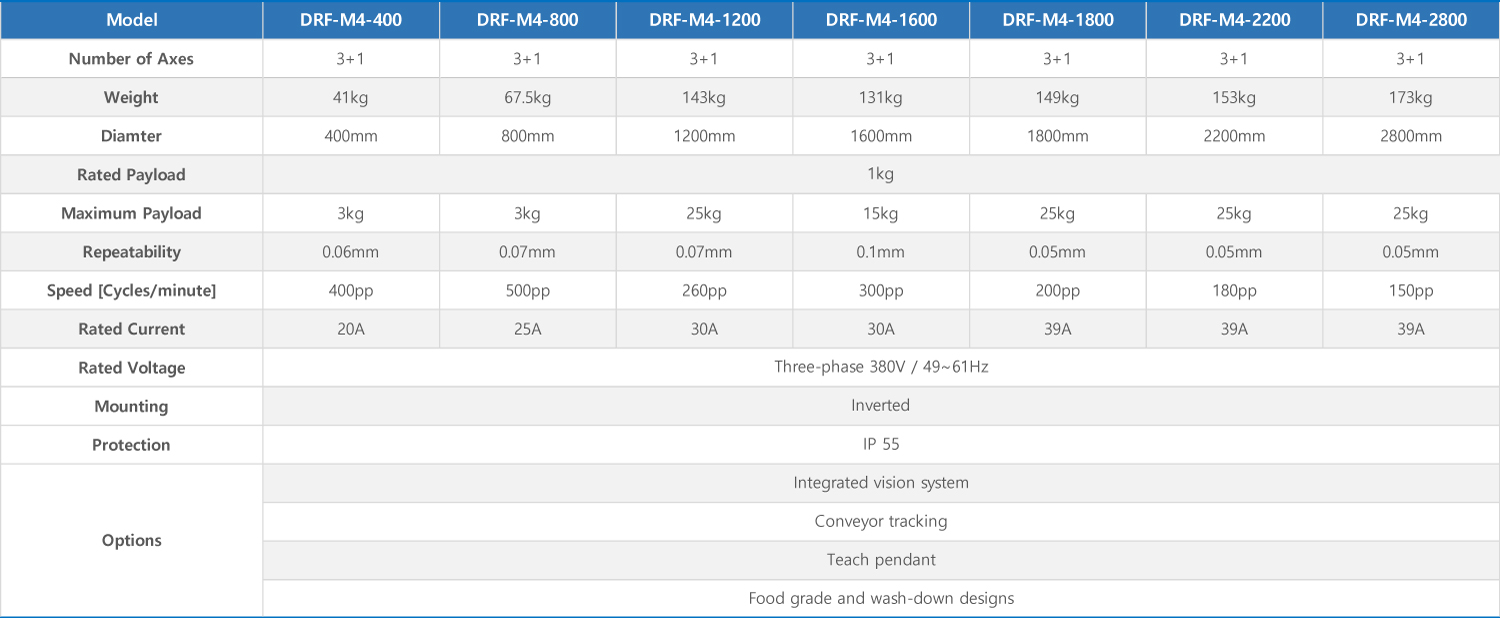 Model DRF-M4-400 DRF-M4-800 DRF-M4-1200 DRF-M4-1600 DRF-M4-1800 DRF-M4-2200 DRF-M4-2800
Number of Axes 3+1 3+1 3+1 3+1 3+1 3+1 3+1
Weight 41kg 67.5kg 143kg 131kg 149kg 153kg 173kg
Diamter 400mm 800mm 1200mm 1600mm 1800mm 2200mm 2800mm
Rated Payload 1kg
Maximum Payload 3kg 3kg 25kg 15kg 25kg 25kg 25kg
Repeatability 0.06mm 0.07mm 0.07mm 0.1mm 0.05mm 0.05mm 0.05mm
Speed [Cycles/minute] 400pp 500pp 260pp 300pp 200pp 180pp 150pp
Rated Current 20A 25A 30A 30A 39A 39A 39A
Rated Voltage Three-phase 380V / 49~61Hz
Mounting Inverted
Protection IP 55
Options
Integrated vision system
Conveyor tracking
Teach pendant
Food grade and wash-down designs